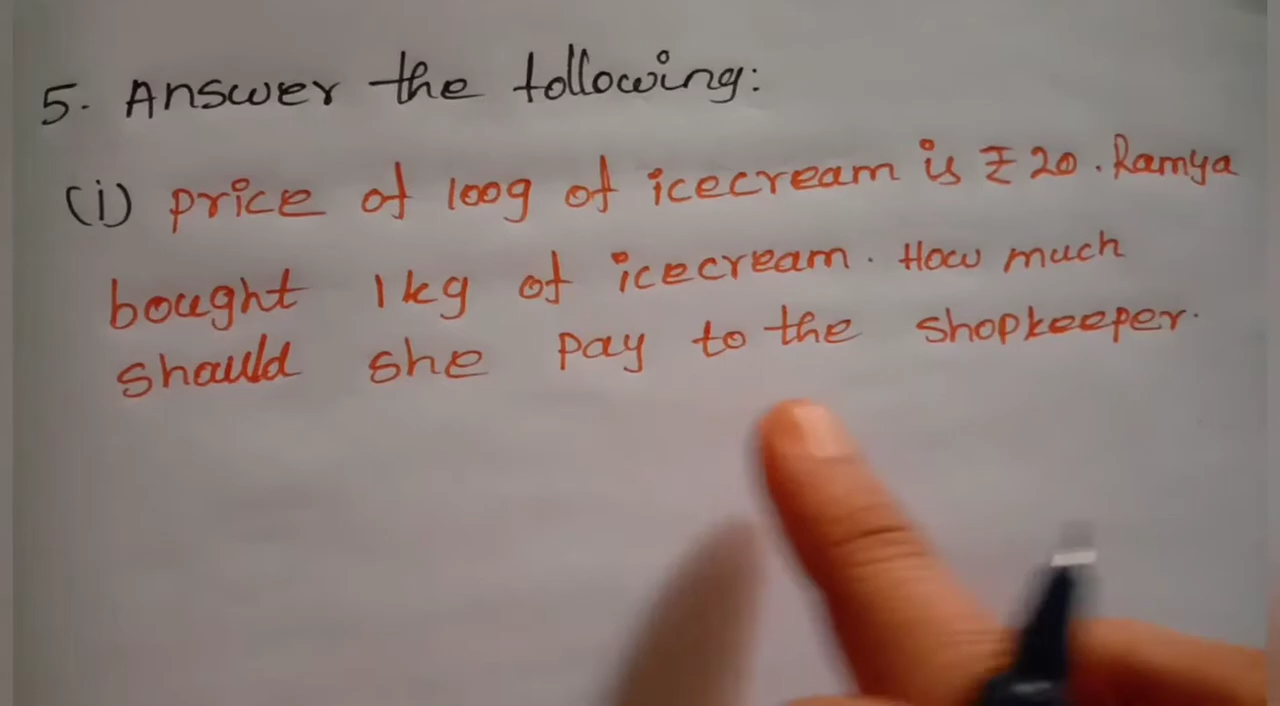 5. Answer the following:
(i) price of 100g of icecream is ₹20. Ramya
bought 1kg of icecream. How much
should she pay to the shopkeeper.